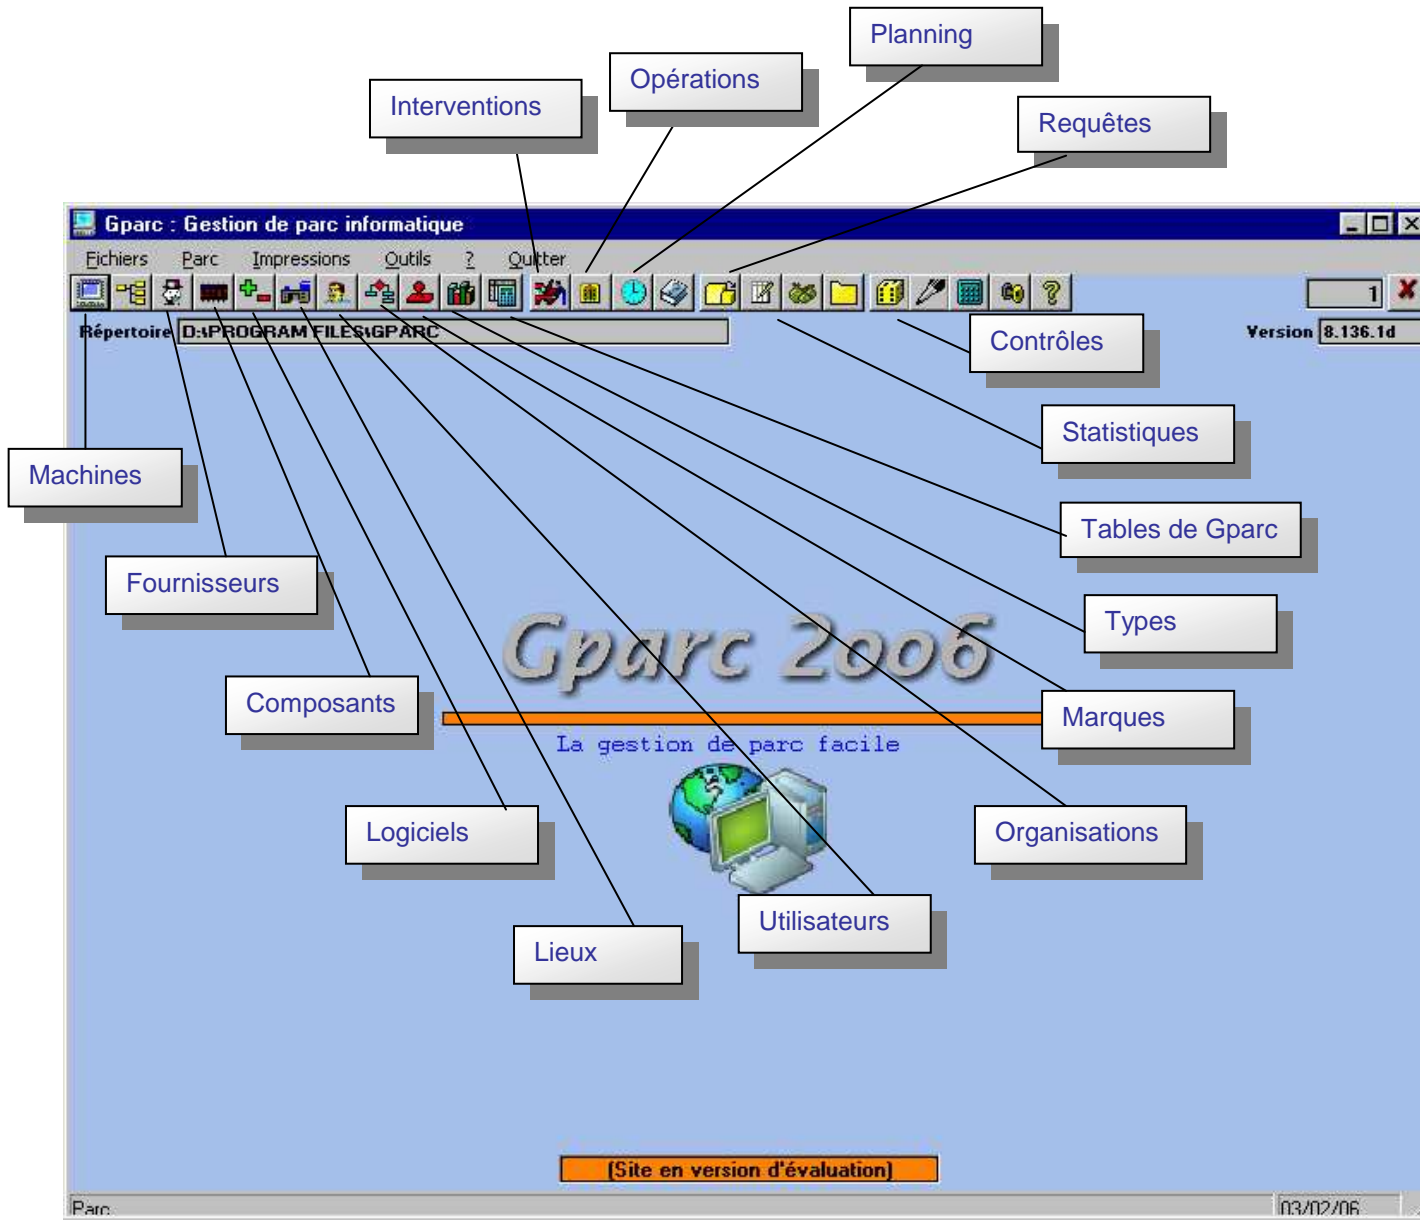 Planning
Opérations
Interventions
Requêtes
Gparc : Gestion de parc informatique
Fichiers Parc Impressions Outils ? Quitter
1
Répertoire D:\PROGRAM FILES\GPARC
Version 8.136.1d
Contrôles
Statistiques
Machines
Tables de Gparc
Fournisseurs
Types
Gparc 2oo6
Composants
Marques
La gestion de parc facile
Logiciels
Organisations
Utilisateurs
Lieux
(Site en version d'évaluation)
Parc
03/02/06